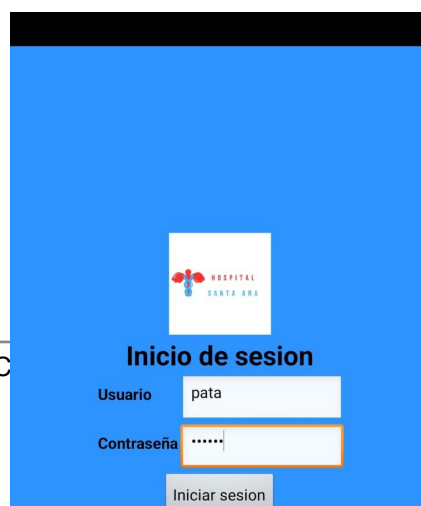 HOSPITAL
SANTA ANA
C
Inicio de sesion
Usuario pata
Contraseña ••••••
Iniciar sesion